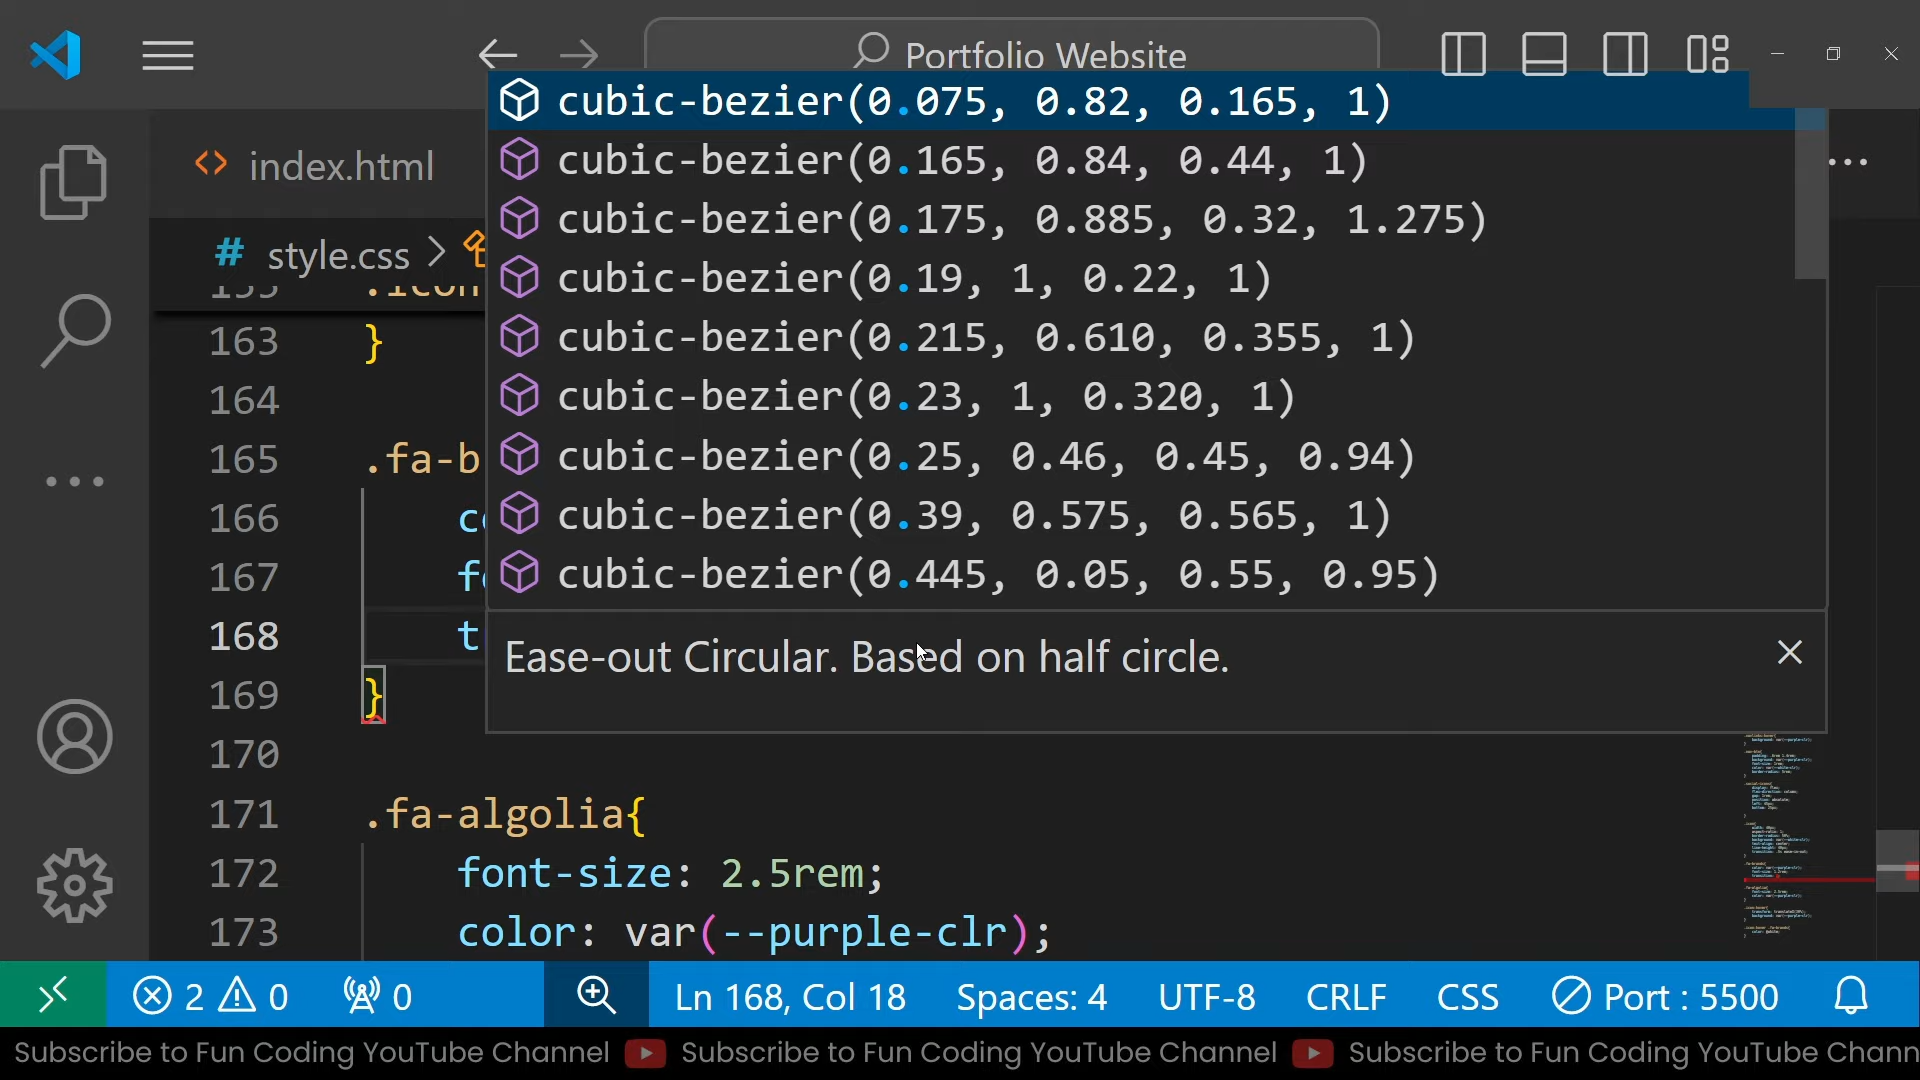 Portfolio Website
cubic-bezier(0.075, 0.82, 0.165, 1)
index.html
cubic-bezier(0.165, 0.84, 0.44, 1)
cubic-bezier(0.175, 0.885, 0.32, 1.275)
# style.css >
cubic-bezier(0.19, 1, 0.22, 1)
163 }
cubic-bezier(0.215, 0.610, 0.355, 1)
164
cubic-bezier(0.23, 1, 0.320, 1)
165 .fa-b
cubic-bezier(0.25, 0.46, 0.45, 0.94)
166
cubic-bezier(0.39, 0.575, 0.565, 1)
167
cubic-bezier(0.445, 0.05, 0.55, 0.95)
168 t
Ease-out Circular. Based on half circle.
169 }
170
171 .fa-algolia{
172 font-size: 2.5rem;
173 color: var(--purple-clr);
2 0 0 Ln 168, Col 18 Spaces: 4 UTF-8 CRLF CSS Port : 5500
Subscribe to Fun Coding YouTube Channel Subscribe to Fun Coding YouTube Channel Subscribe to Fun Coding YouTube Chann